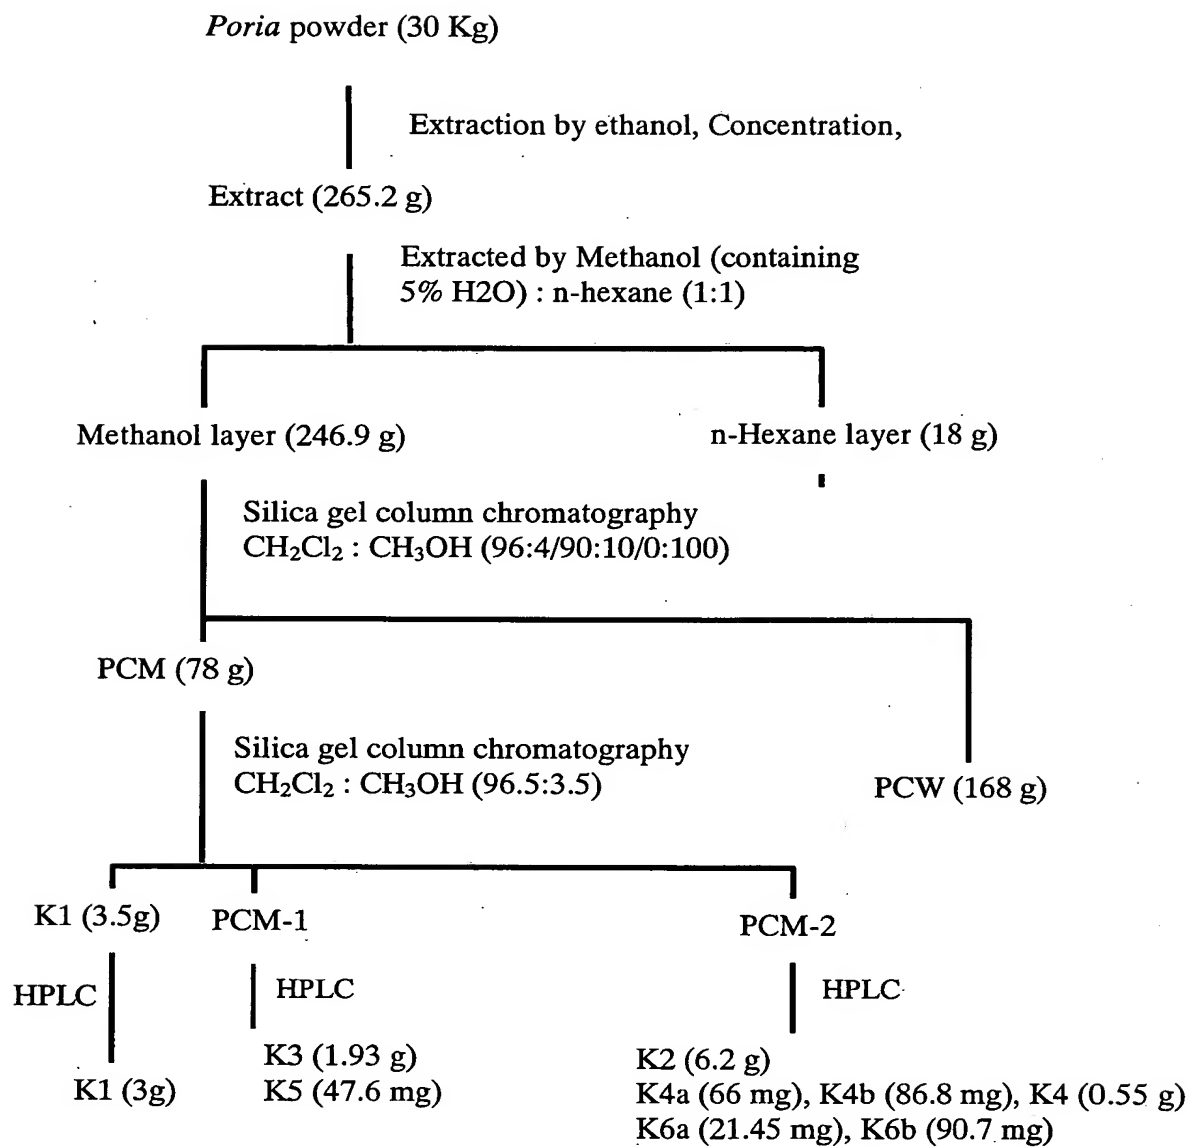 Poria powder (30 Kg)
Extraction by ethanol, Concentration,
Extract (265.2 g)
Extracted by Methanol (containing
5% H2O) : n-hexane (1:1)
Methanol layer (246.9 g)
n-Hexane layer (18 g)
Silica gel column chromatography
CH₂Cl₂ : CH₃OH (96:4/90:10/0:100)
PCM (78 g)
Silica gel column chromatography
CH₂Cl₂ : CH₃OH (96.5:3.5)
PCW (168 g)
K1 (3.5g)
PCM-1
PCM-2
HPLC
HPLC
HPLC
K1 (3g)
K3 (1.93 g)
K5 (47.6 mg)
K2 (6.2 g)
K4a (66 mg), K4b (86.8 mg), K4 (0.55 g)
K6a (21.45 mg), K6b (90.7 mg)